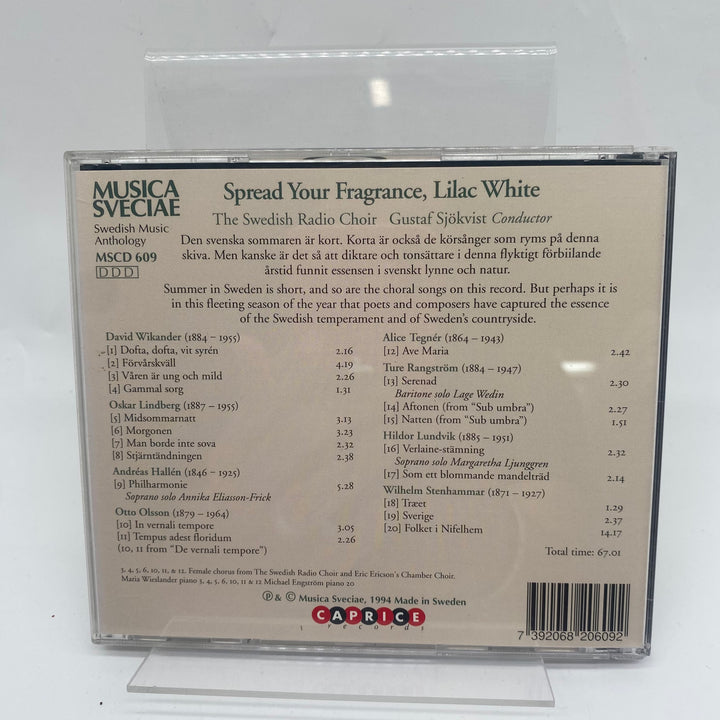 MUSICA
SVECIAE
Swedish Music
Anthology
MSCD 609
DDD
Spread Your Fragrance, Lilac White
The Swedish Radio Choir Gustaf Sjökvist Conductor
Den svenska sommaren är kort. Korta är också de körsånger som ryms på denna
skiva. Men kanske är det så att diktare och tonsättare i denna flyktigt förbiilande
årstid funnit essensen i svenskt lynne och natur.
Summer in Sweden is short, and so are the choral songs on this record. But perhaps it is
in this fleeting season of the year that poets and composers have captured the essence
of the Swedish temperament and of Sweden's countryside.
David Wikander (1884 – 1955)
[1] Dofta, dofta, vit syrén 2.16
[2] Förvårskväll 4.19
[3] Våren är ung och mild 2.26
[4] Gammal sorg 1.31
Oskar Lindberg (1887 – 1955)
[5] Midsommarnatt 3.13
[6] Morgonen 3.23
[7] Man borde inte sova 2.32
[8] Stjärntändningen 2.38
Andréas Hallén (1846 – 1925)
[9] Philharmonie 5.28
Soprano solo Annika Eliasson-Frick
Otto Olsson (1879 – 1964)
[10] In vernali tempore 3.05
[11] Tempus adest floridum 2.26
(10, 11 from "De vernali tempore")
Alice Tegnér (1864 – 1943)
[12] Ave Maria 2.42
Ture Rangström (1884 – 1947)
[13] Serenad 2.30
Baritone solo Lage Wedin
[14] Aftonen (from "Sub umbra") 2.27
[15] Natten (from "Sub umbra") 1.51
Hildor Lundvik (1885 – 1951)
[16] Verlaine-stämning 2.32
Soprano solo Margaretha Ljunggren
[17] Som ett blommande mandelträd 2.14
Wilhelm Stenhammar (1871 – 1927)
[18] Træet 1.29
[19] Sverige 2.37
[20] Folket i Nifelhem 14.17
Total time: 67.01
3, 4, 5, 6, 10, 11, & 12. Female chorus from The Swedish Radio Choir and Eric Ericson's Chamber Choir.
Maria Wieslander piano 3, 4, 5, 6, 10, 11 & 12 Michael Engström piano 20
℗ & © Musica Sveciae, 1994 Made in Sweden
CAPRICE
records
7 392068 206092